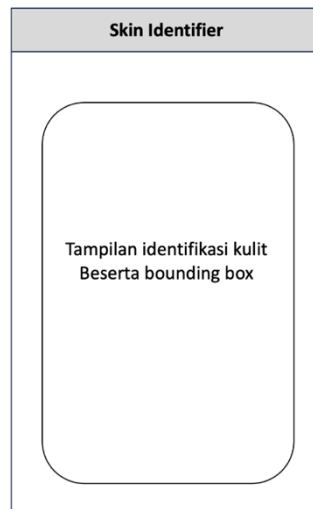 Skin Identifier
Tampilan identifikasi kulit
Beserta bounding box